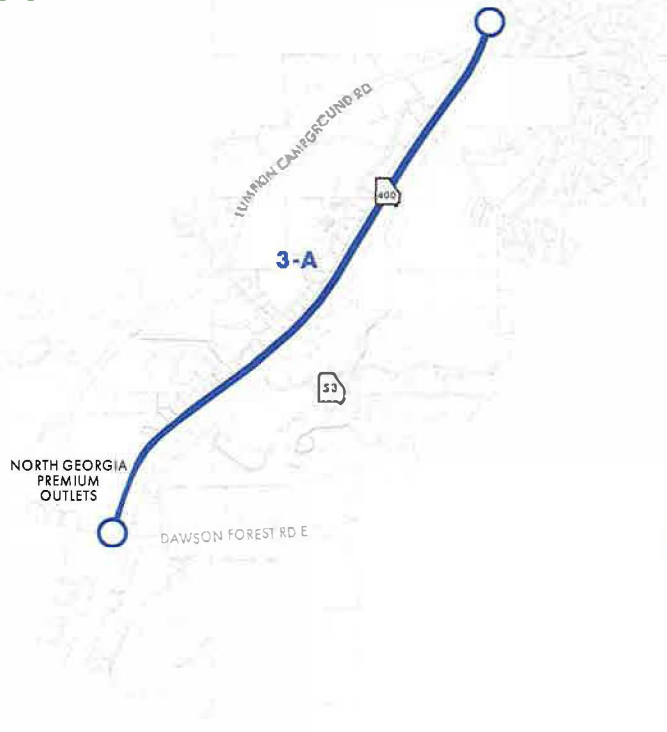 LUMPKIN CAMPGROUND RD
400
3-A
53
NORTH GEORGIA
PREMIUM
OUTLETS
DAWSON FOREST RD E